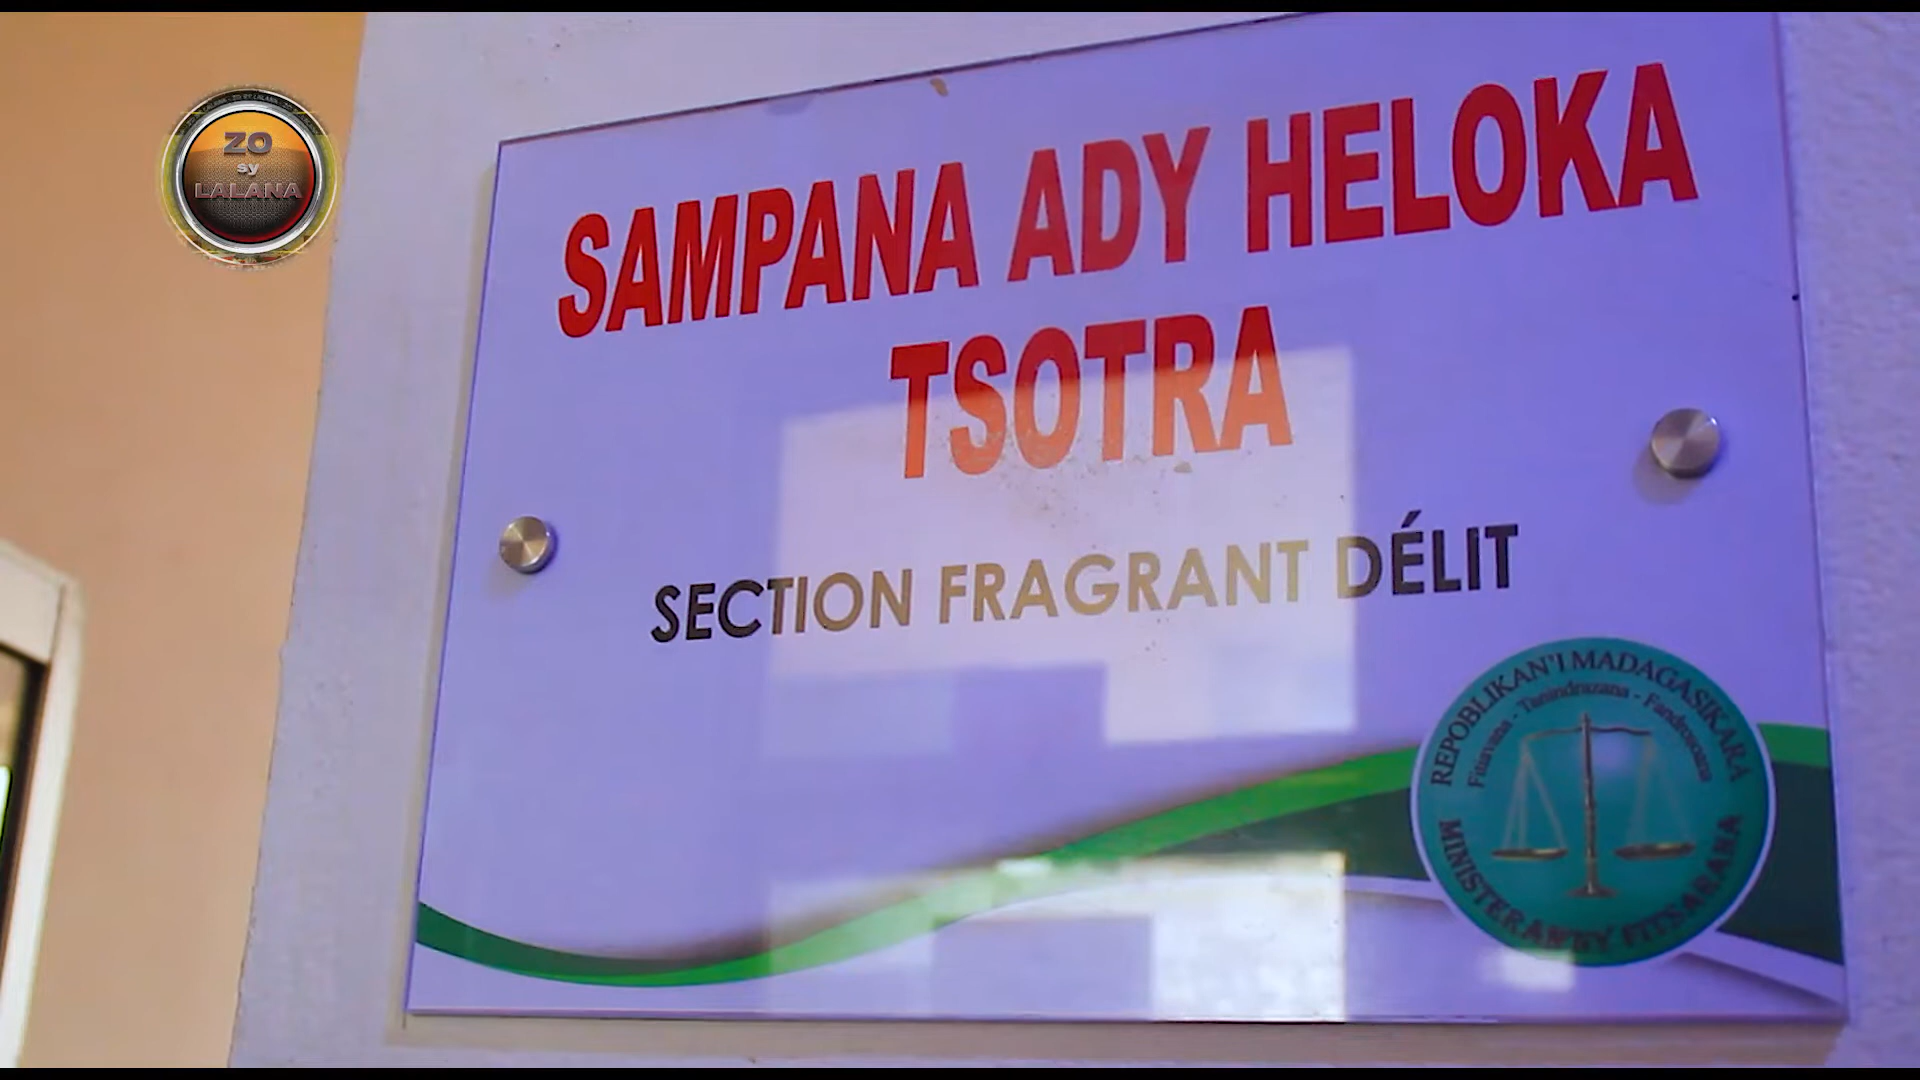 ZO
sy
LALANA
SAMPANA ADY HELOKA
TSOTRA
SECTION FRAGRANT DÉLIT
REPOBLIKAN'I MADAGASIKARA
Fitiavana - Tanindrazana - Fandrosoana
MINISTERAN'NY FITSARANA